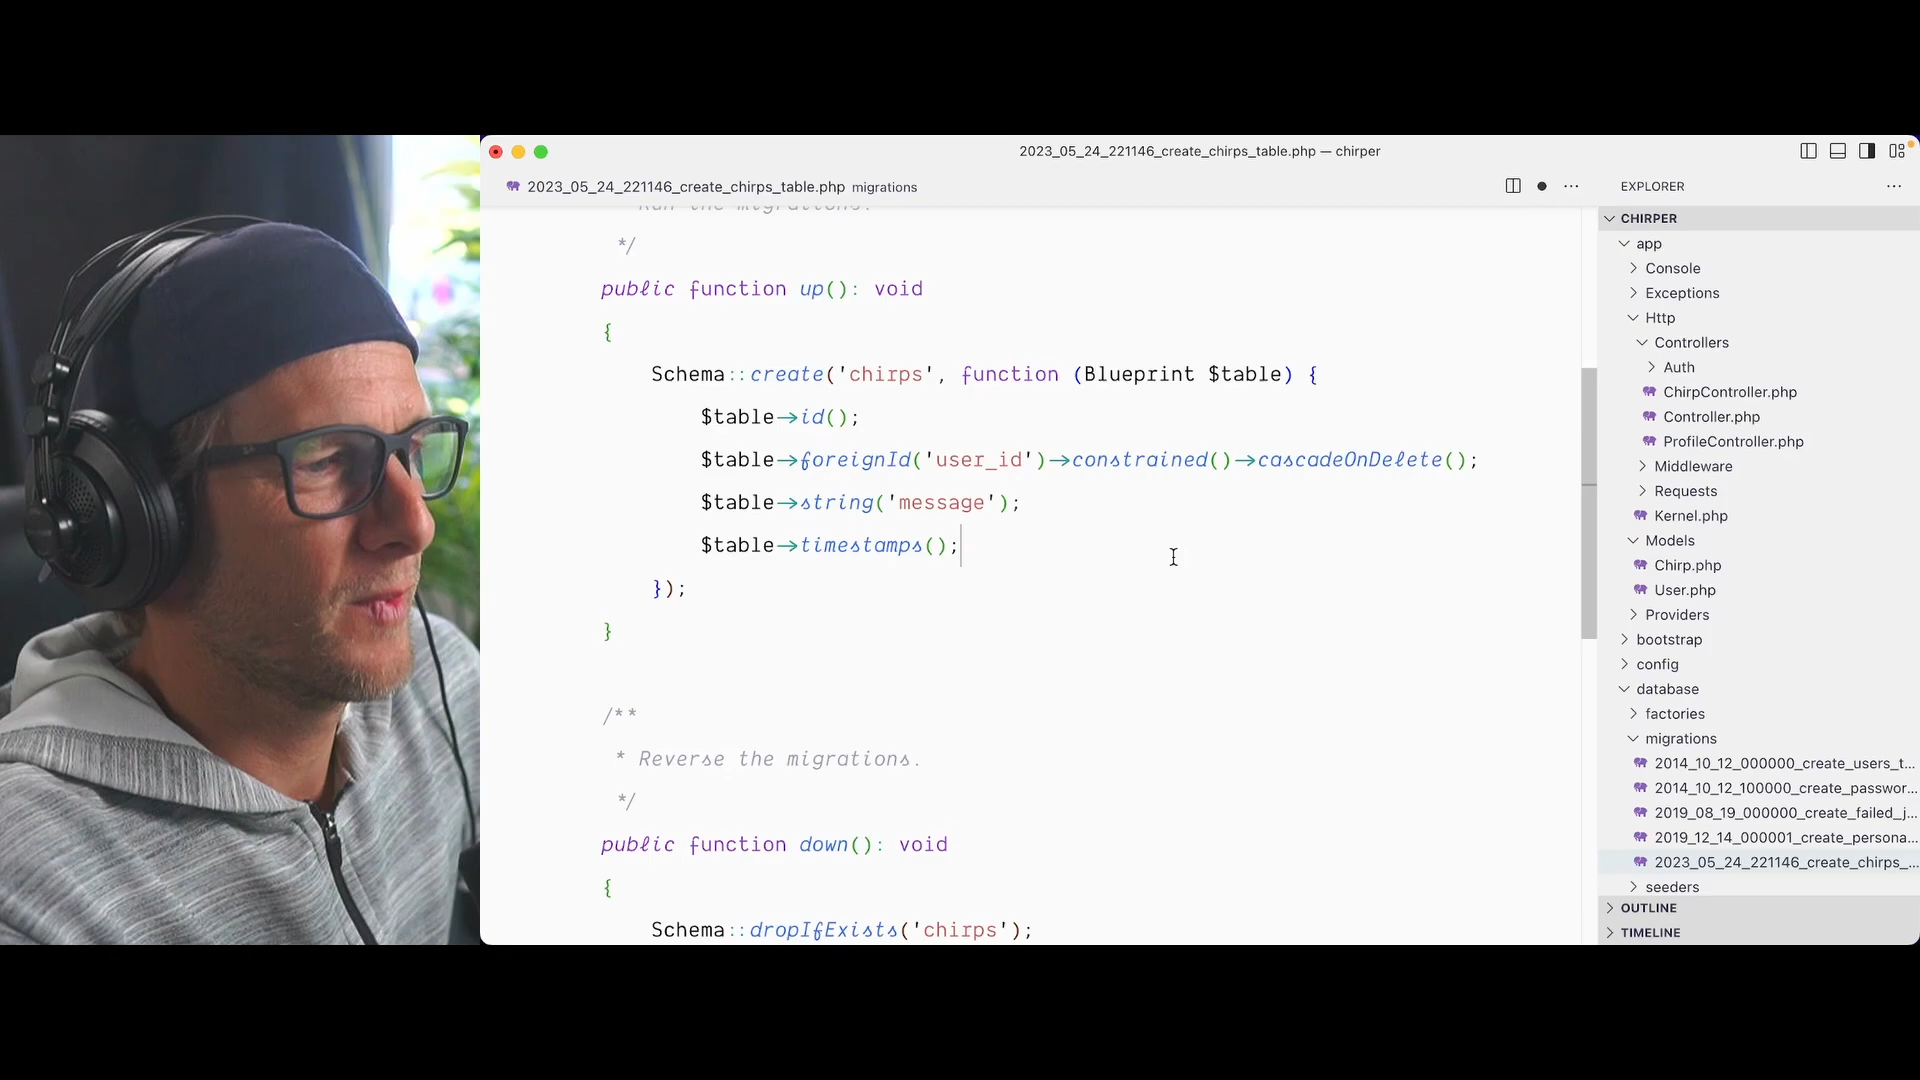 2023_05_24_221146_create_chirps_table.php — chirper
2023_05_24_221146_create_chirps_table.php migrations
Run the migrations.
*/
public function up(): void
{
Schema::create('chirps', function (Blueprint $table) {
$table->id();
$table->foreignId('user_id')->constrained()->cascadeOnDelete();
$table->string('message');
$table->timestamps();
});
}
/**
* Reverse the migrations.
*/
public function down(): void
{
Schema::dropIfExists('chirps');
EXPLORER
CHIRPER
app
Console
Exceptions
Http
Controllers
Auth
ChirpController.php
Controller.php
ProfileController.php
Middleware
Requests
Kernel.php
Models
Chirp.php
User.php
Providers
bootstrap
config
database
factories
migrations
2014_10_12_000000_create_users_t...
2014_10_12_100000_create_passwor...
2019_08_19_000000_create_failed_j...
2019_12_14_000001_create_persona...
2023_05_24_221146_create_chirps_...
seeders
OUTLINE
TIMELINE